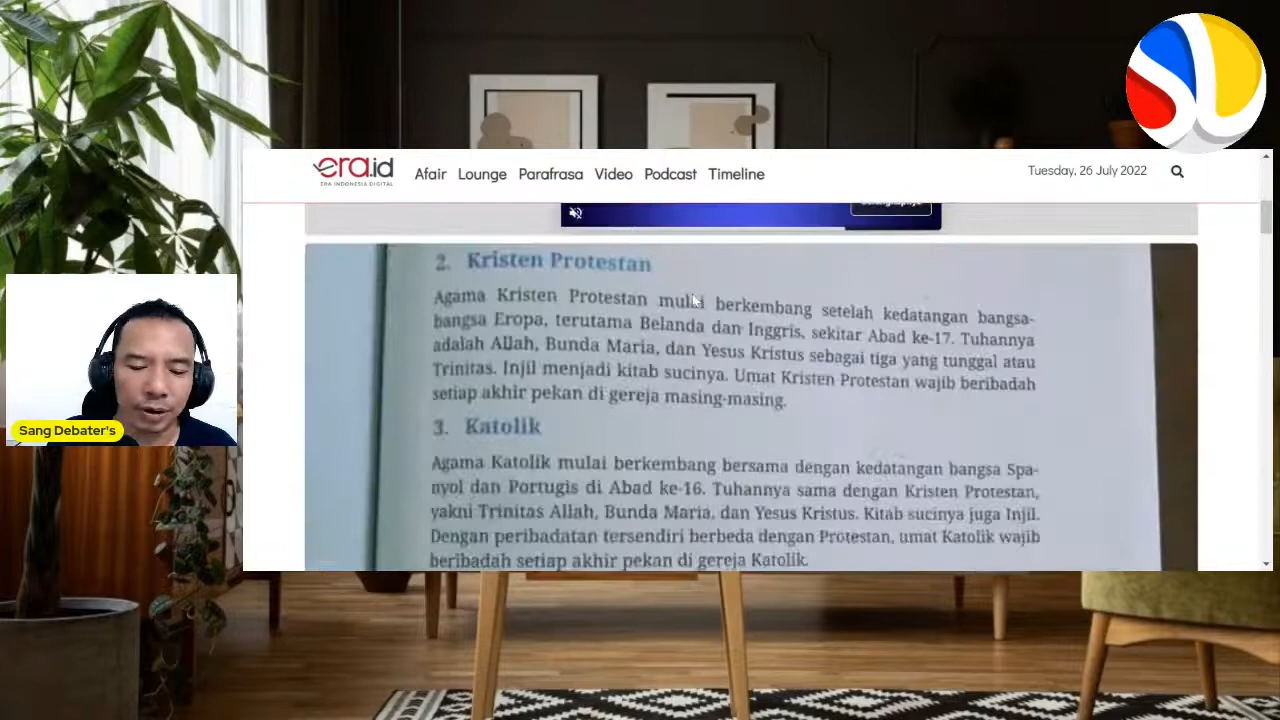 era.id
ERA INDONESIA DIGITAL
Afair Lounge Parafrasa Video Podcast Timeline
Tuesday, 26 July 2022
2. Kristen Protestan
Agama Kristen Protestan mulai berkembang setelah kedatangan bangsa-
bangsa Eropa, terutama Belanda dan Inggris, sekitar Abad ke-17. Tuhannya
adalah Allah, Bunda Maria, dan Yesus Kristus sebagai tiga yang tunggal atau
Trinitas. Injil menjadi kitab sucinya. Umat Kristen Protestan wajib beribadah
setiap akhir pekan di gereja masing-masing.
3. Katolik
Agama Katolik mulai berkembang bersama dengan kedatangan bangsa Spa-
nyol dan Portugis di Abad ke-16. Tuhannya sama dengan Kristen Protestan,
yakni Trinitas Allah, Bunda Maria, dan Yesus Kristus. Kitab sucinya juga Injil.
Dengan peribadatan tersendiri berbeda dengan Protestan, umat Katolik wajib
beribadah setiap akhir pekan di gereja Katolik.
Sang Debater's